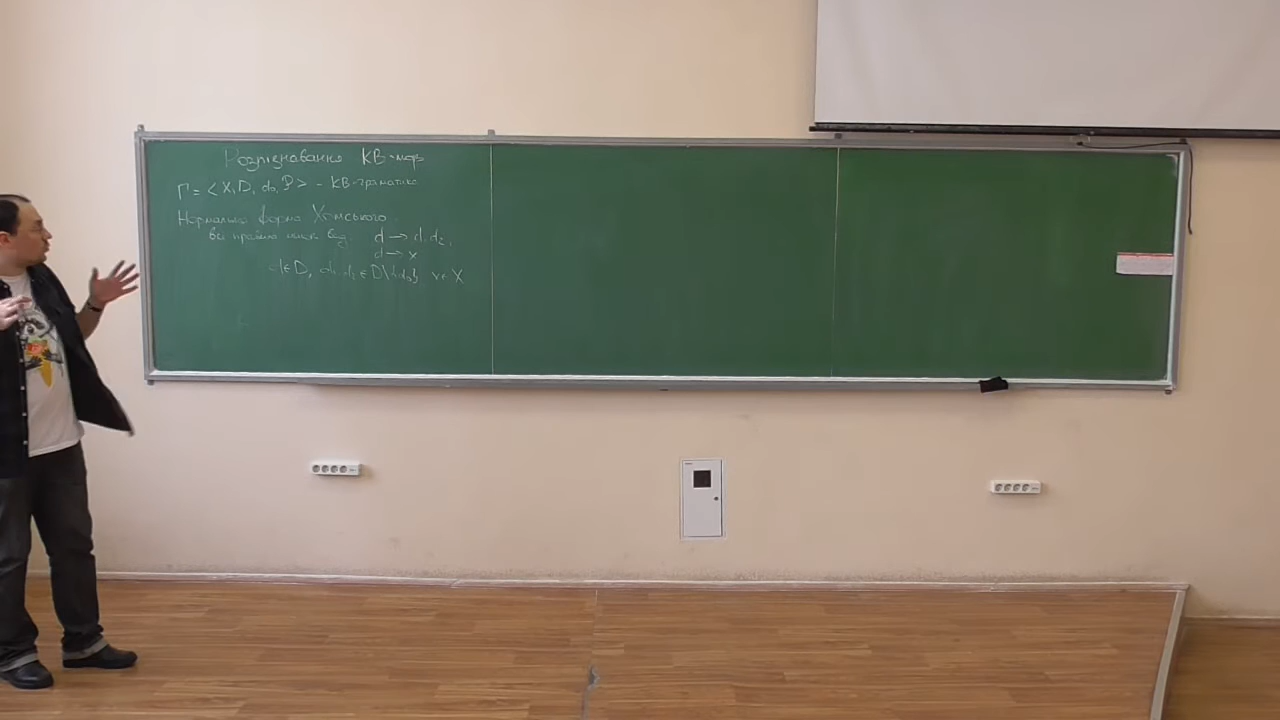 Розпізнавання КВ-мов
Γ = <X, D, d₀, P> - КВ-граматика
Нормальна форма Хомського
Всі правила мають вид d → d₁d₂,
d → x
d ∈ D, d₁, d₂ ∈ D\{d₀}, x ∈ X